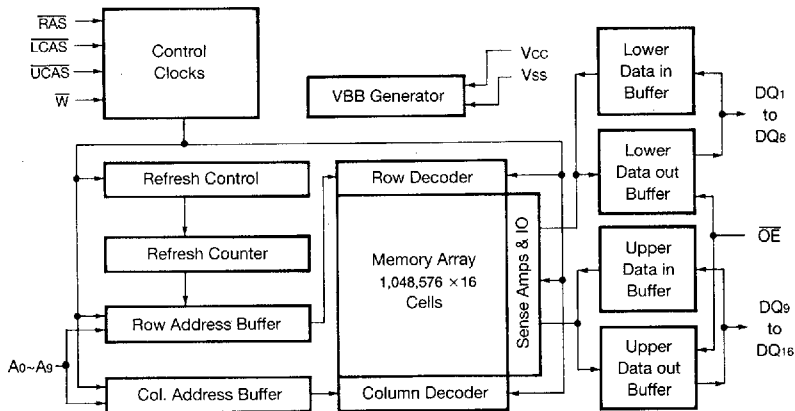 RAS
LCAS
UCAS
W
Control
Clocks
VCC
VSS
VBB Generator
Lower
Data in
Buffer
DQ1
to
DQ8
Lower
Data out
Buffer
Refresh Control
Row Decoder
Refresh Counter
Memory Array
1,048,576 ×16
Cells
Sense Amps & IO
OE
Upper
Data in
Buffer
Row Address Buffer
DQ9
to
DQ16
A0~A9
Upper
Data out
Buffer
Col. Address Buffer
Column Decoder